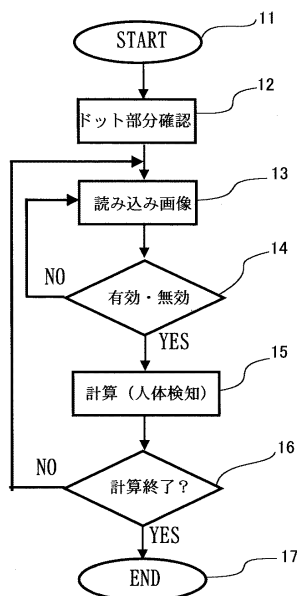 START
11
ドット部分確認
12
読み込み画像
13
有効・無効
14
NO
YES
計算(人体検知)
15
計算終了?
16
NO
YES
END
17